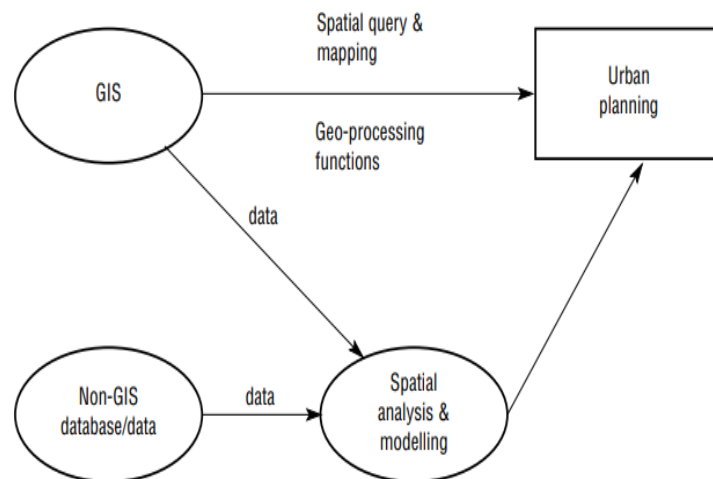 Spatial query &
mapping
GIS
Urban
planning
Geo-processing
functions
data
Non-GIS
database/data
data
Spatial
analysis &
modelling